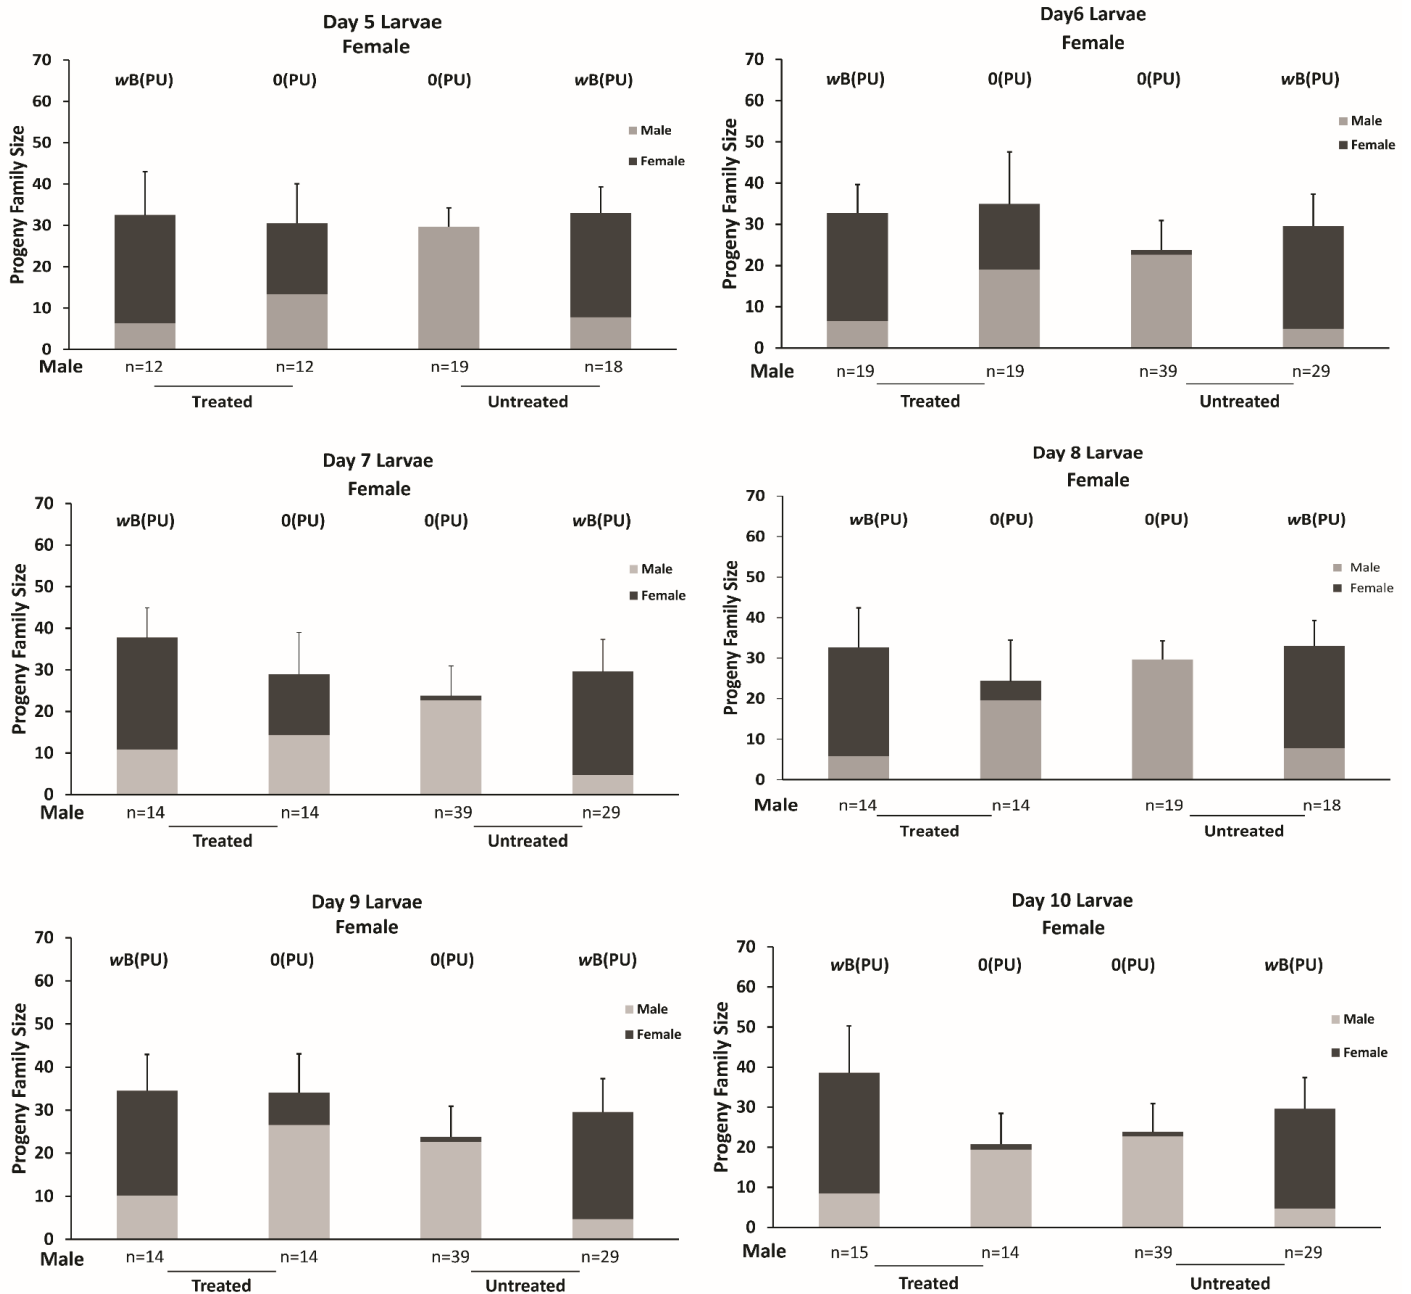 Day 5 Larvae
Female
70
60
50
40
30
20
10
0
Progeny Family Size
wB(PU) 0(PU) 0(PU) wB(PU)
Male
Female
Male n=12 n=12 n=19 n=18
Treated Untreated
Day6 Larvae
Female
70
60
50
40
30
20
10
0
Progeny Family Size
wB(PU) 0(PU) 0(PU) wB(PU)
Male
Female
Male n=19 n=19 n=39 n=29
Treated Untreated
Day 7 Larvae
Female
70
60
50
40
30
20
10
0
Progeny Family Size
wB(PU) 0(PU) 0(PU) wB(PU)
Male
Female
Male n=14 n=14 n=39 n=29
Treated Untreated
Day 8 Larvae
Female
70
60
50
40
30
20
10
0
Progeny Family Size
wB(PU) 0(PU) 0(PU) wB(PU)
Male
Female
Male n=14 n=14 n=19 n=18
Treated Untreated
Day 9 Larvae
Female
70
60
50
40
30
20
10
0
Progeny Family Size
wB(PU) 0(PU) 0(PU) wB(PU)
Male
Female
Male n=14 n=14 n=39 n=29
Treated Untreated
Day 10 Larvae
Female
70
60
50
40
30
20
10
0
Progeny Family Size
wB(PU) 0(PU) 0(PU) wB(PU)
Male
Female
Male n=15 n=14 n=39 n=29
Treated Untreated